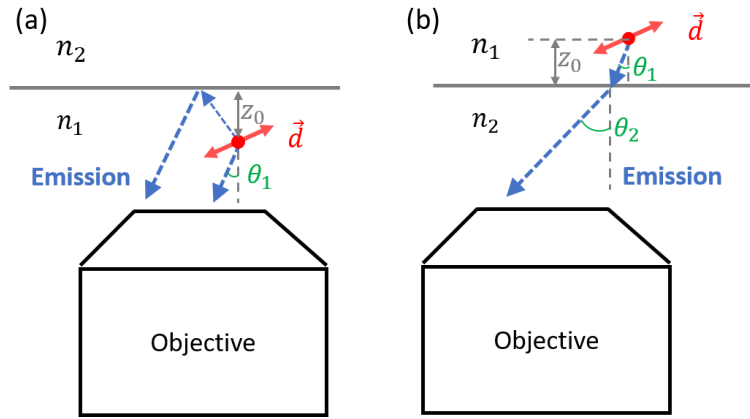 (a)
n₂
n₁
z₀
d⃗
Emission
θ₁
Objective
(b)
n₁
z₀
d⃗
θ₁
n₂
θ₂
Emission
Objective